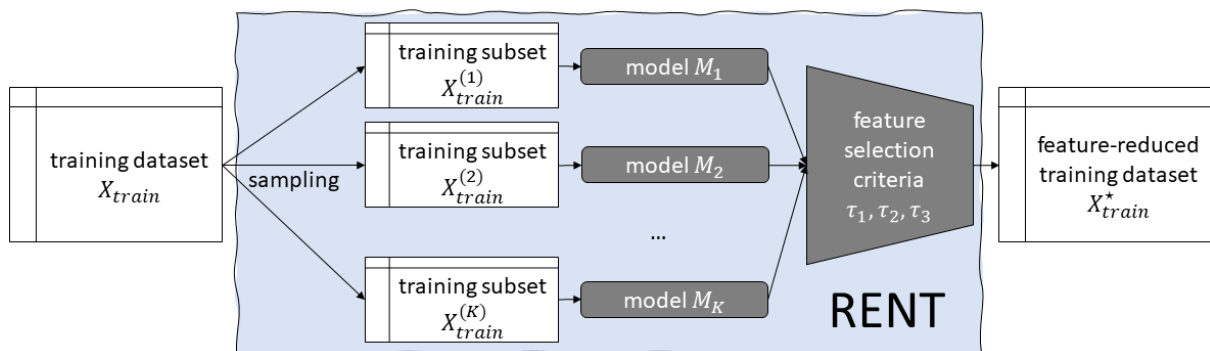 training dataset
X_train
sampling
training subset
X_train^(1)
training subset
X_train^(2)
training subset
X_train^(K)
model M_1
model M_2
...
model M_K
feature
selection
criteria
τ_1, τ_2, τ_3
RENT
feature-reduced
training dataset
X_train^⋆